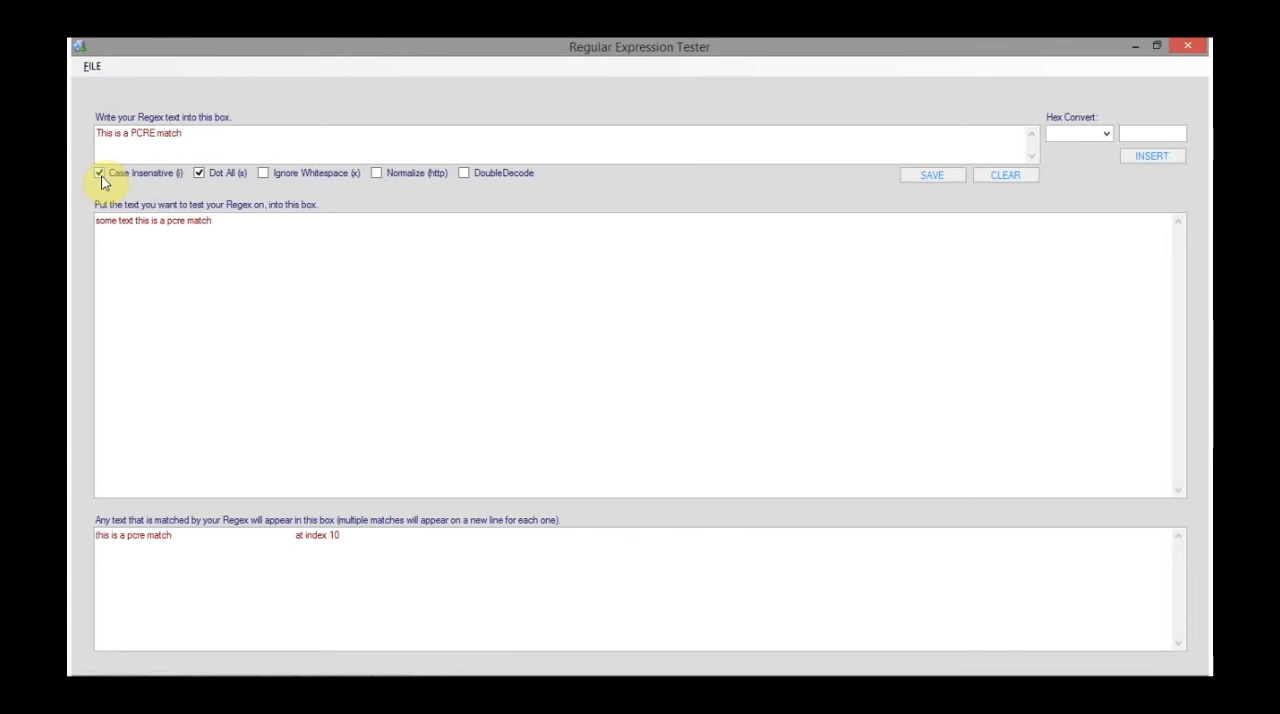 Regular Expression Tester
FILE
Write your Regex text into this box.
Hex Convert:
This is a PCRE match
INSERT
Case Insensitive (i) Dot All (s) Ignore Whitespace (x) Normalize (http) DoubleDecode
SAVE CLEAR
Put the text you want to test your Regex on, into this box.
some text this is a pcre match
Any text that is matched by your Regex will appear in this box (multiple matches will appear on a new line for each one).
this is a pcre match at index 10